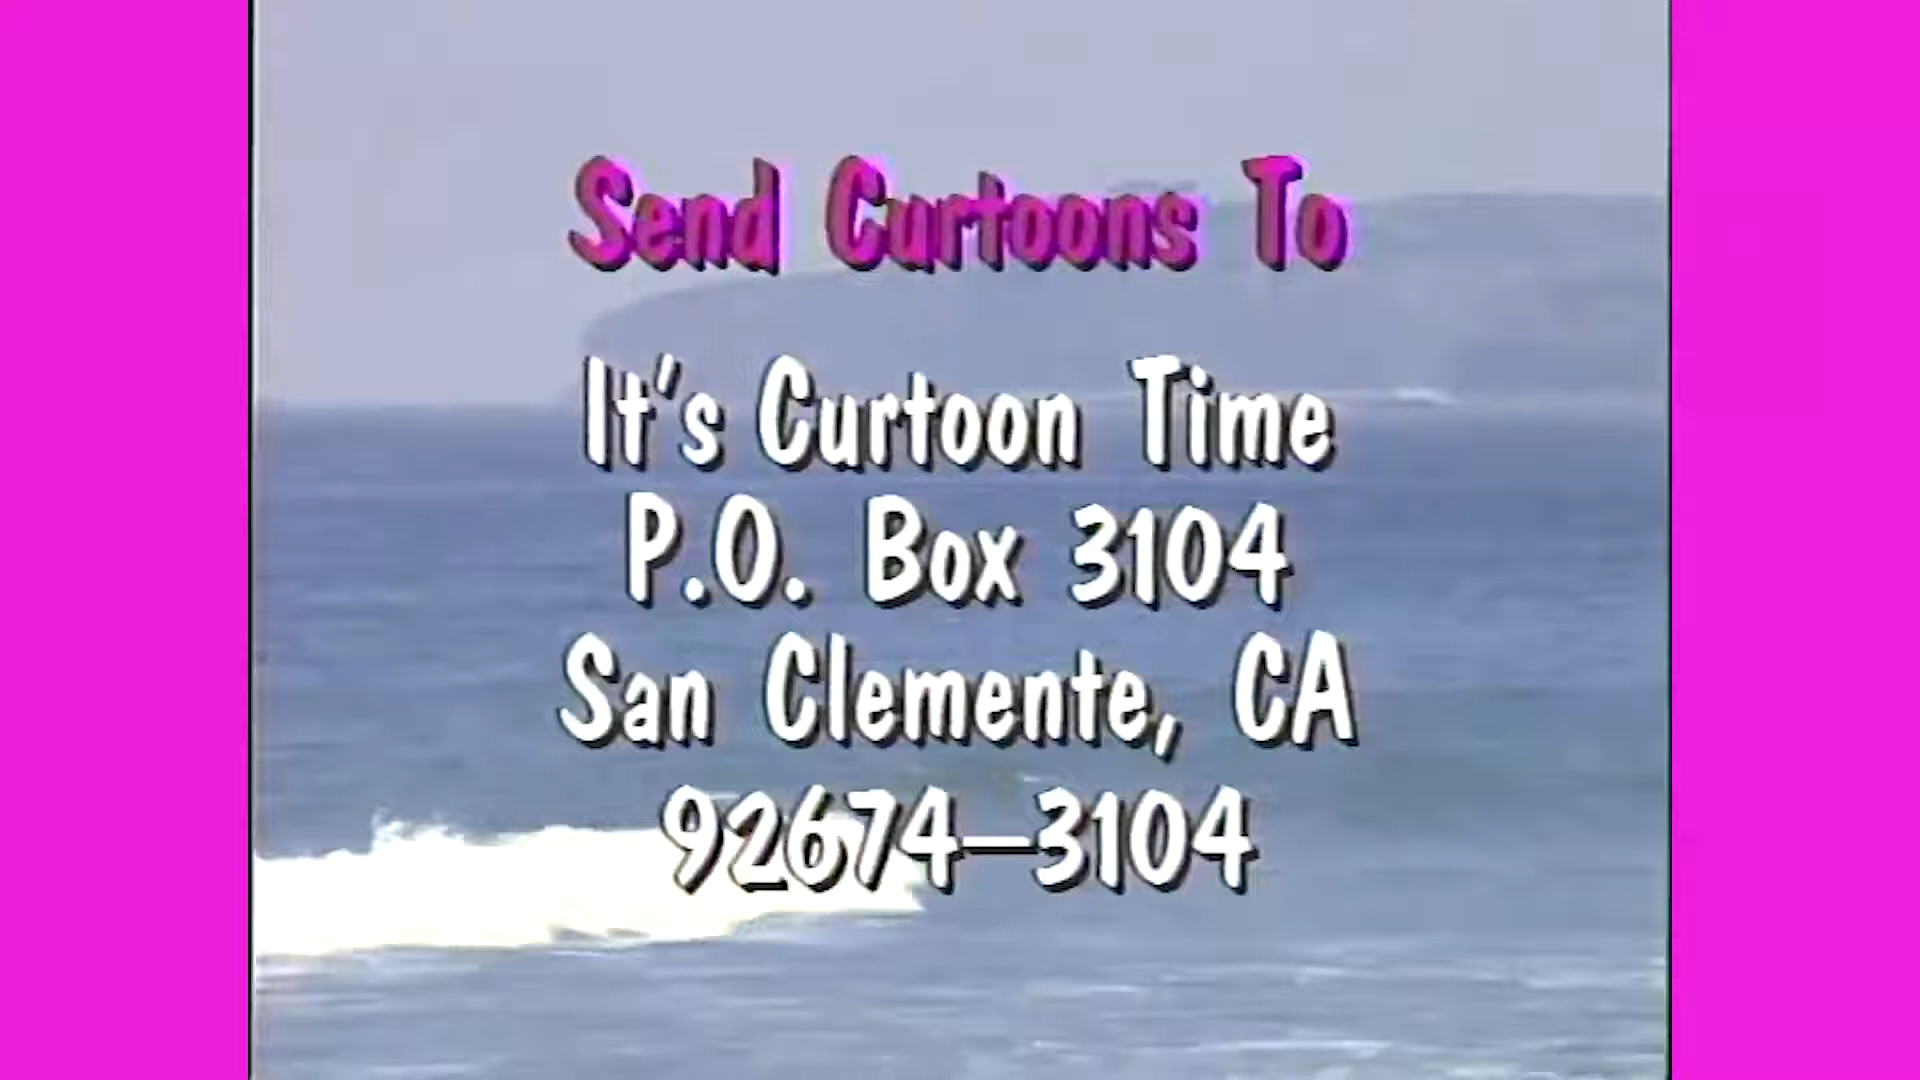 Send Curtoons To
It's Curtoon Time
P.O. Box 3104
San Clemente, CA
92674-3104